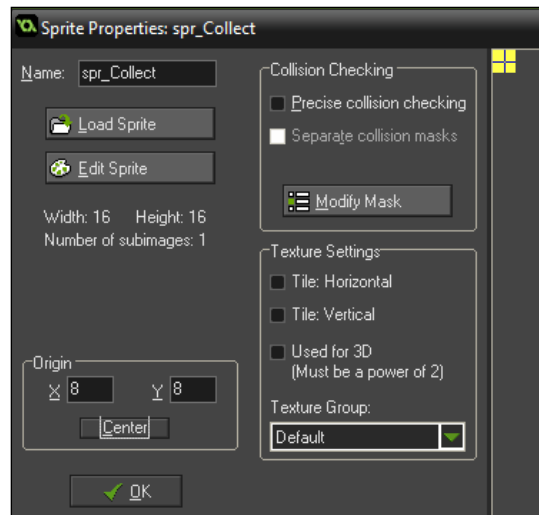 Sprite Properties: spr_Collect
Name: spr_Collect
Load Sprite
Edit Sprite
Width: 16 Height: 16
Number of subimages: 1
Origin
X 8 Y 8
Center
OK
Collision Checking
Precise collision checking
Separate collision masks
Modify Mask
Texture Settings
Tile: Horizontal
Tile: Vertical
Used for 3D
(Must be a power of 2)
Texture Group:
Default